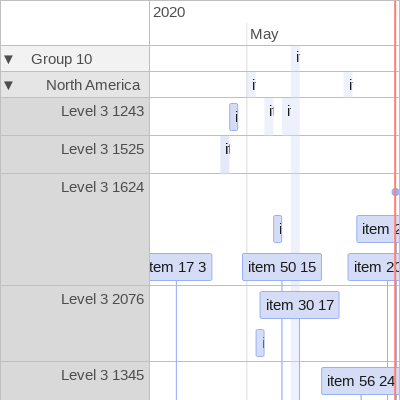 2020
May
▼ Group 10
▼ North America
Level 3 1243
Level 3 1525
Level 3 1624
item 2
item 17 3
item 50 15
item 20
Level 3 2076
item 30 17
Level 3 1345
item 56 24